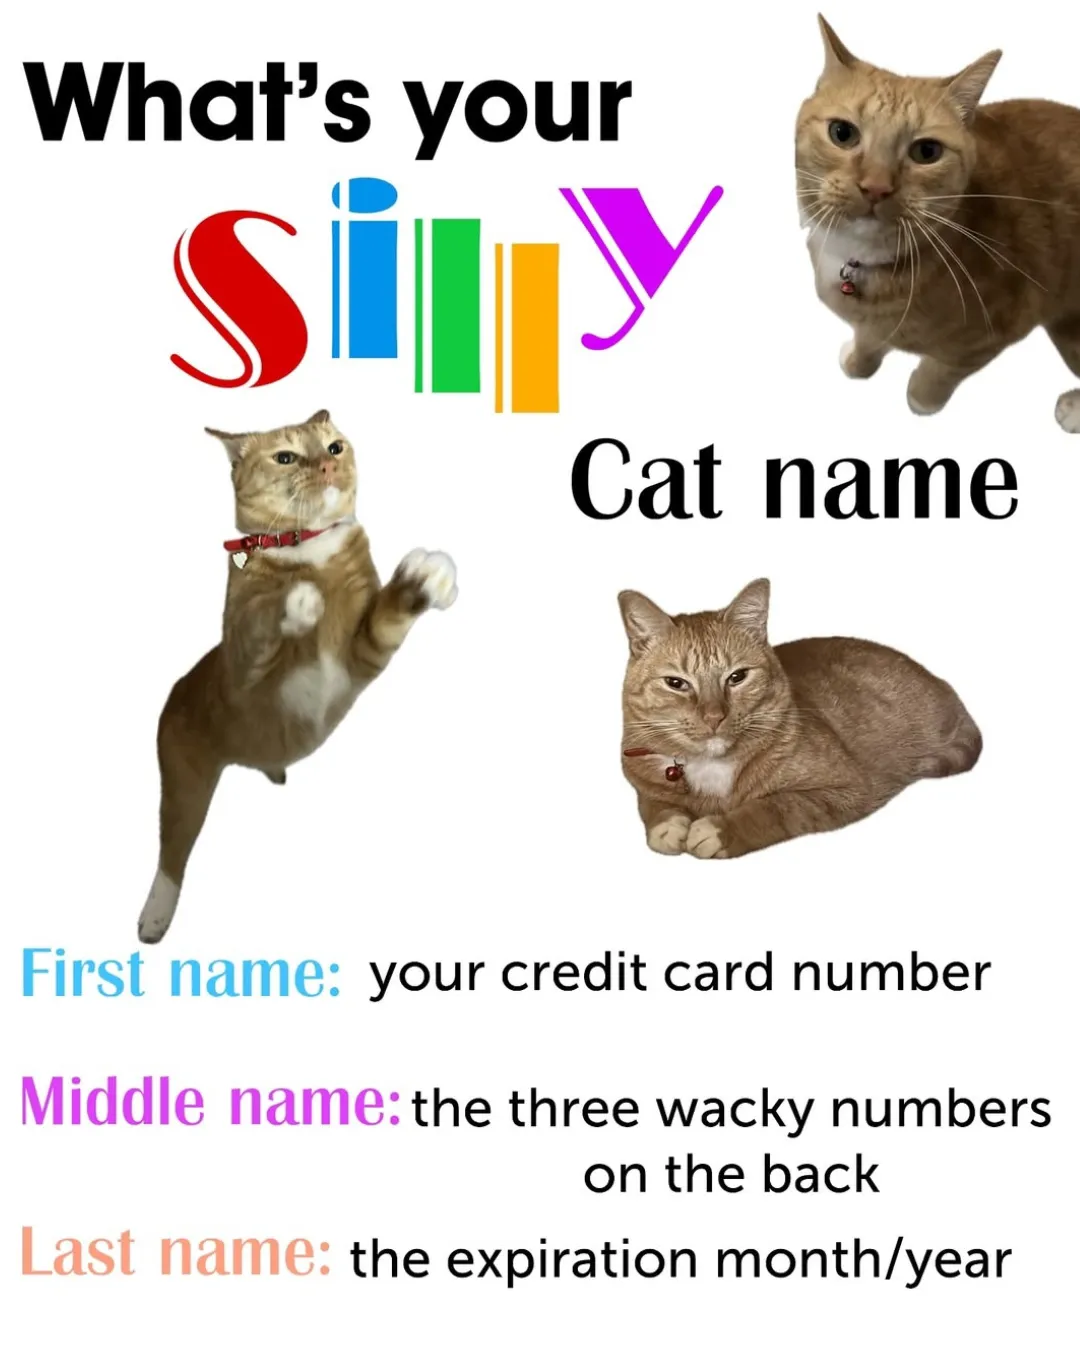 What's your
silly
Cat name
First name: your credit card number
Middle name: the three wacky numbers
on the back
Last name: the expiration month/year